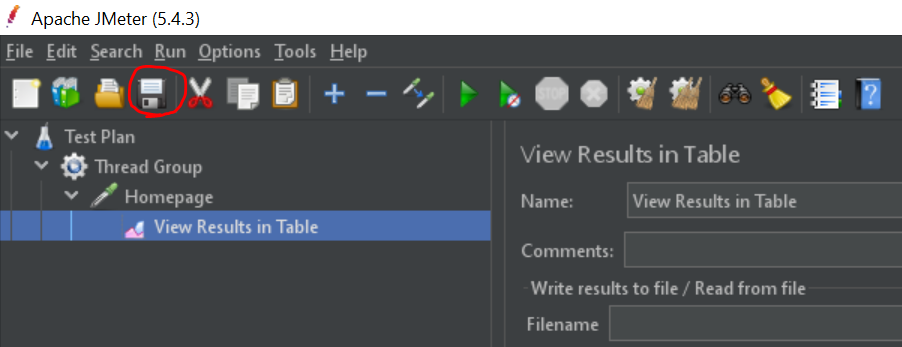 Apache JMeter (5.4.3)
File Edit Search Run Options Tools Help
STOP
Test Plan
Thread Group
Homepage
View Results in Table
View Results in Table
Name: View Results in Table
Comments:
Write results to file / Read from file
Filename